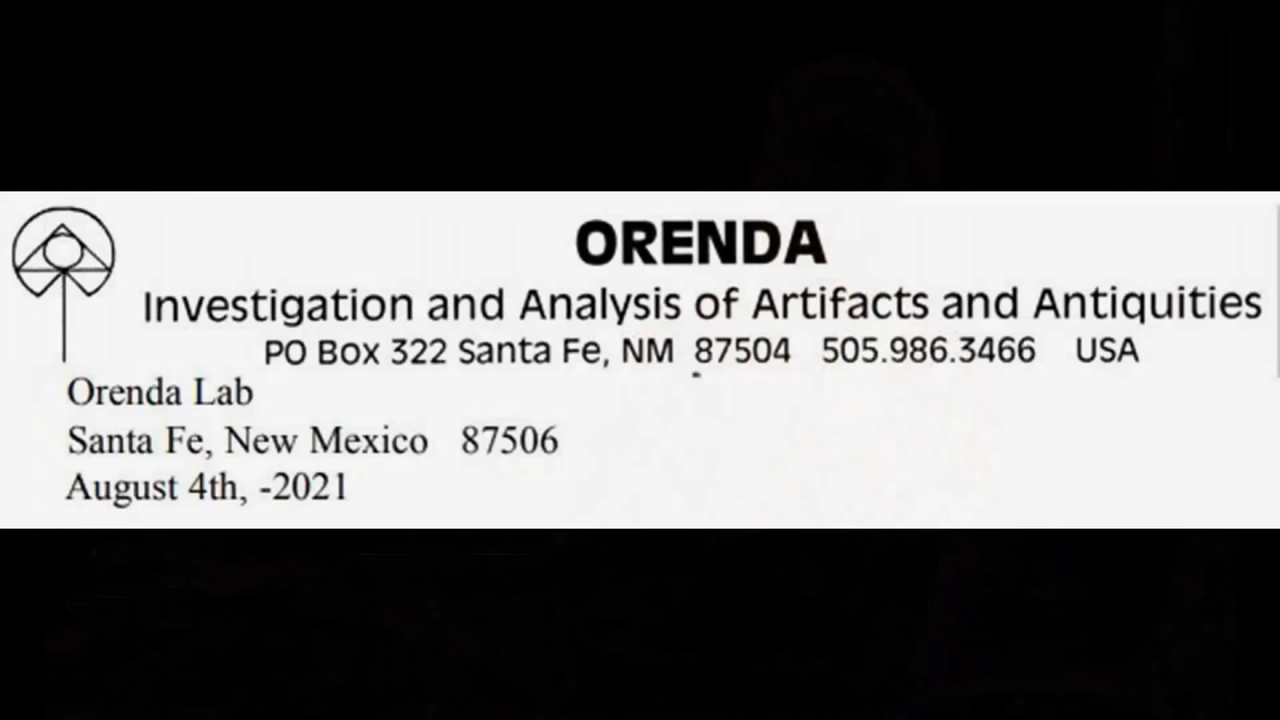 ORENDA
Investigation and Analysis of Artifacts and Antiquities
PO Box 322 Santa Fe, NM 87504 505.986.3466 USA
Orenda Lab
Santa Fe, New Mexico 87506
August 4th, -2021